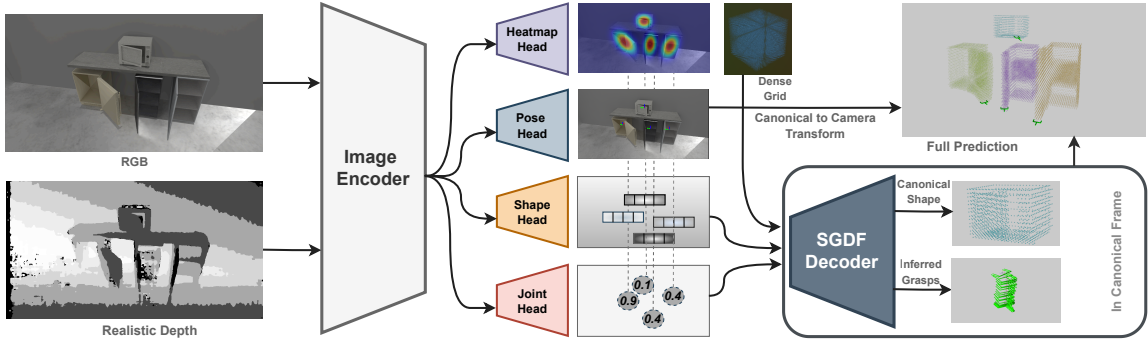 RGB
Realistic Depth
Image
Encoder
Heatmap
Head
Pose
Head
Shape
Head
Joint
Head
0.1
0.9
0.4
0.4
Dense
Grid
Canonical to Camera
Transform
Full Prediction
SGDF
Decoder
Canonical
Shape
Inferred
Grasps
In Canonical Frame